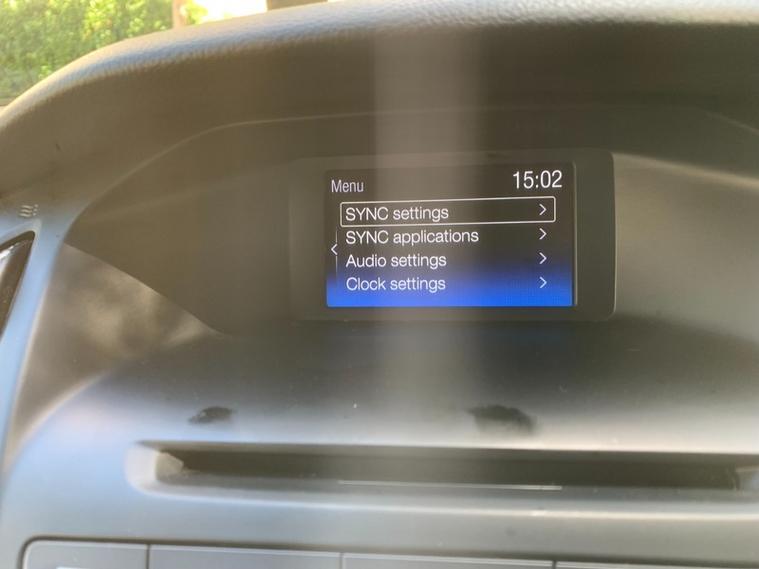 Menu 15:02
SYNC settings
SYNC applications
Audio settings
Clock settings